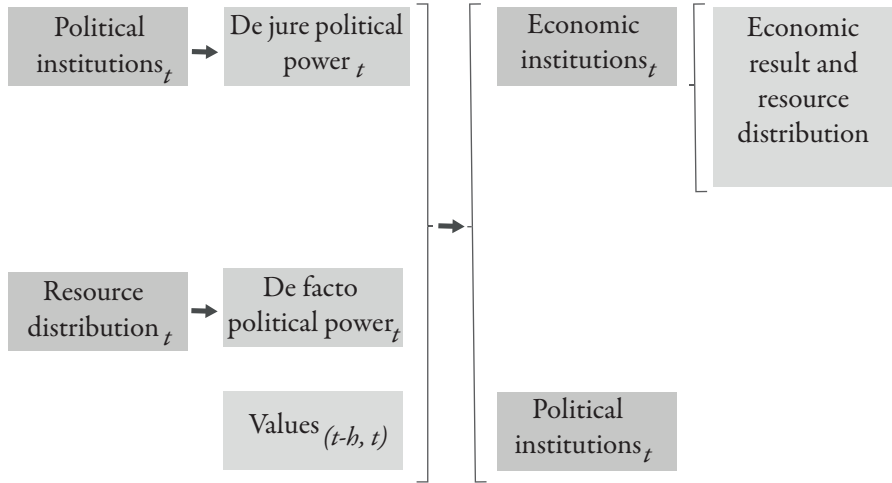 Political
institutions t
De jure political
power t
Economic
institutions t
Economic
result and
resource
distribution
Resource
distribution t
De facto
political power t
Values (t-h, t)
Political
institutions t